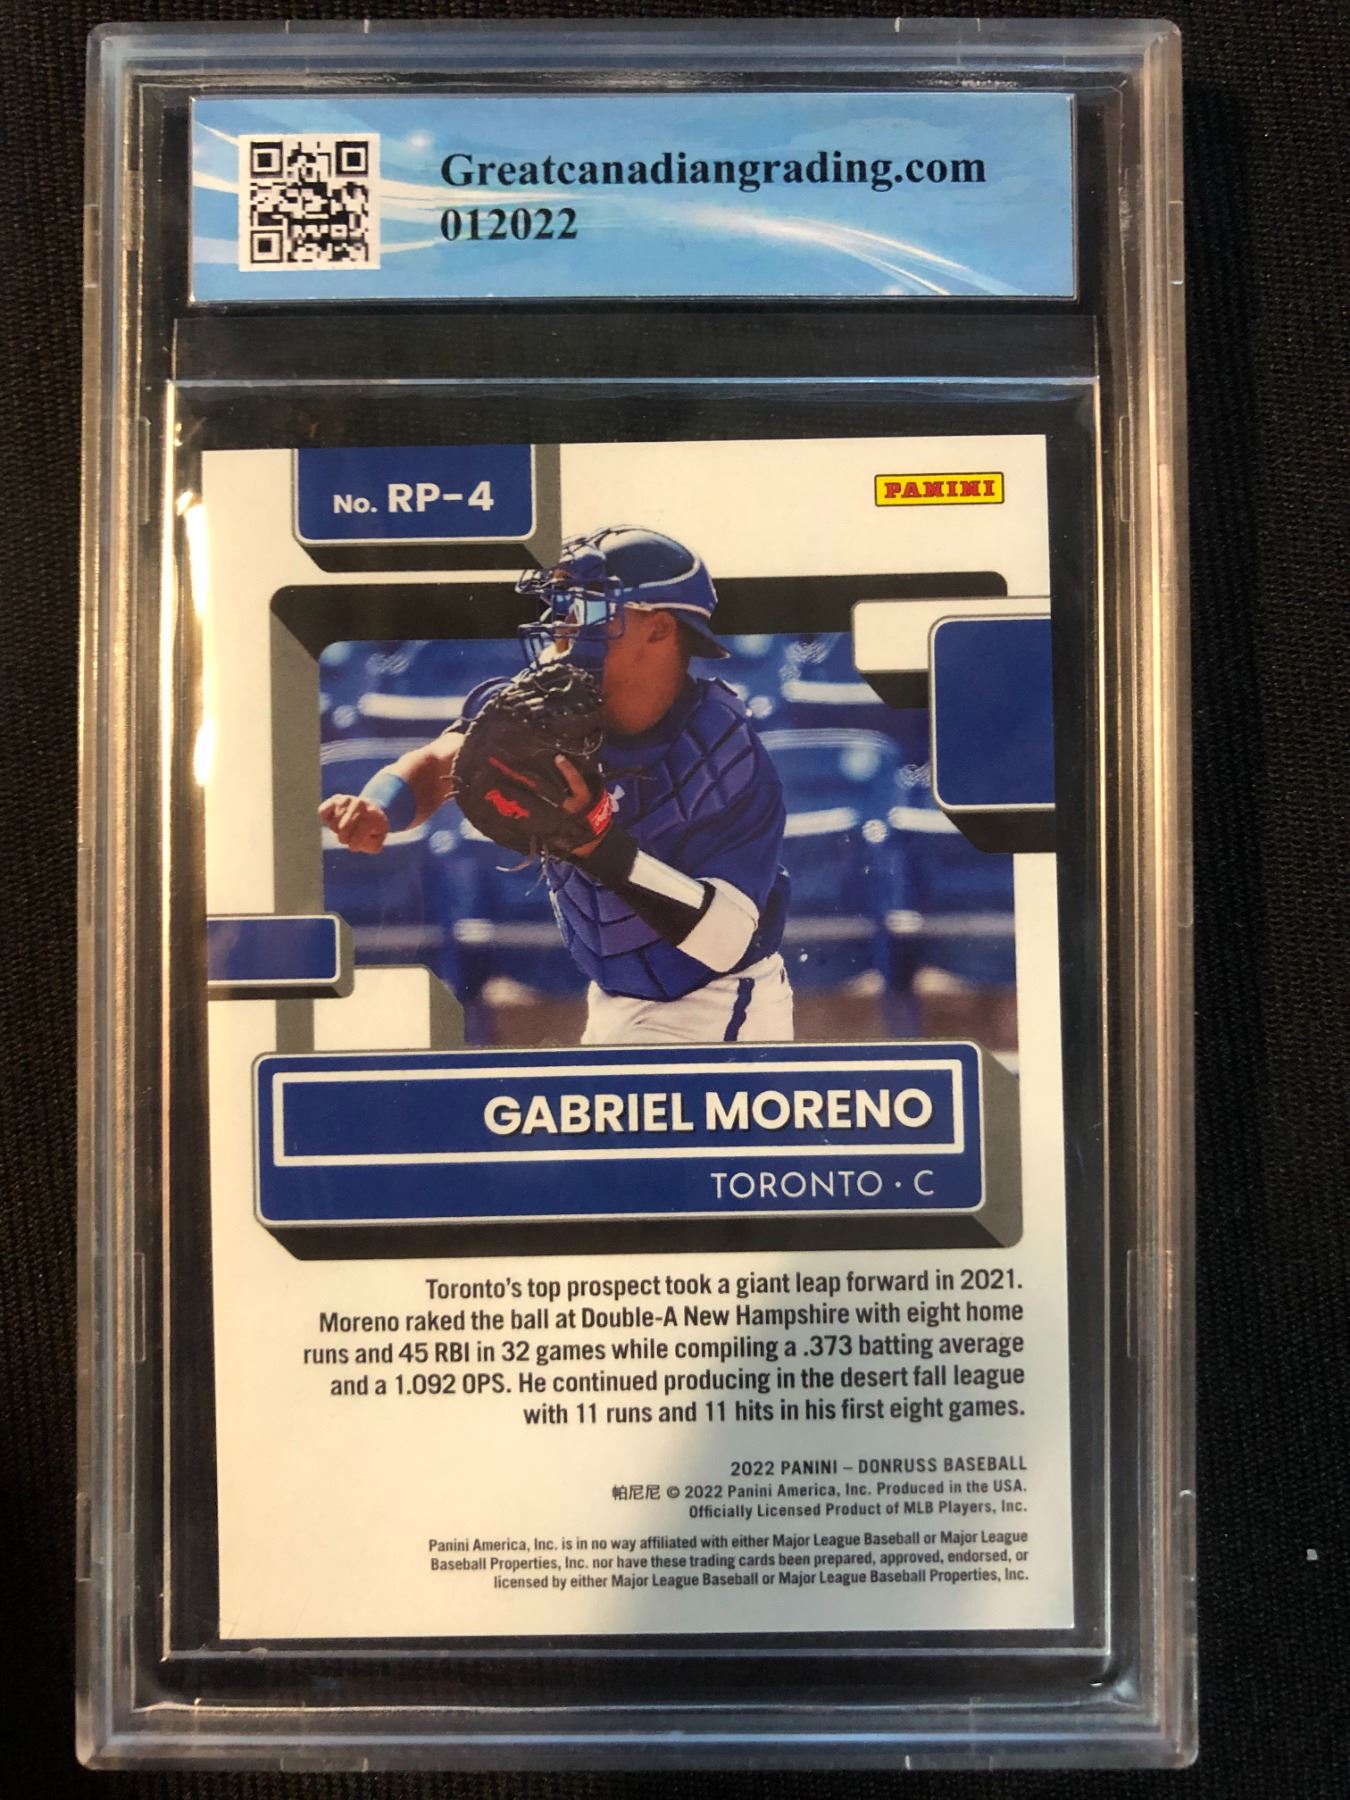 Greatcanadiangrading.com
012022
No. RP-4
PANINI
GABRIEL MORENO
TORONTO · C
Toronto's top prospect took a giant leap forward in 2021.
Moreno raked the ball at Double-A New Hampshire with eight home
runs and 45 RBI in 32 games while compiling a .373 batting average
and a 1.092 OPS. He continued producing in the desert fall league
with 11 runs and 11 hits in his first eight games.
2022 PANINI – DONRUSS BASEBALL
帕尼尼 © 2022 Panini America, Inc. Produced in the USA.
Officially Licensed Product of MLB Players, Inc.
Panini America, Inc. is in no way affiliated with either Major League Baseball or Major League
Baseball Properties, Inc. nor have these trading cards been prepared, approved, endorsed, or
licensed by either Major League Baseball or Major League Baseball Properties, Inc.